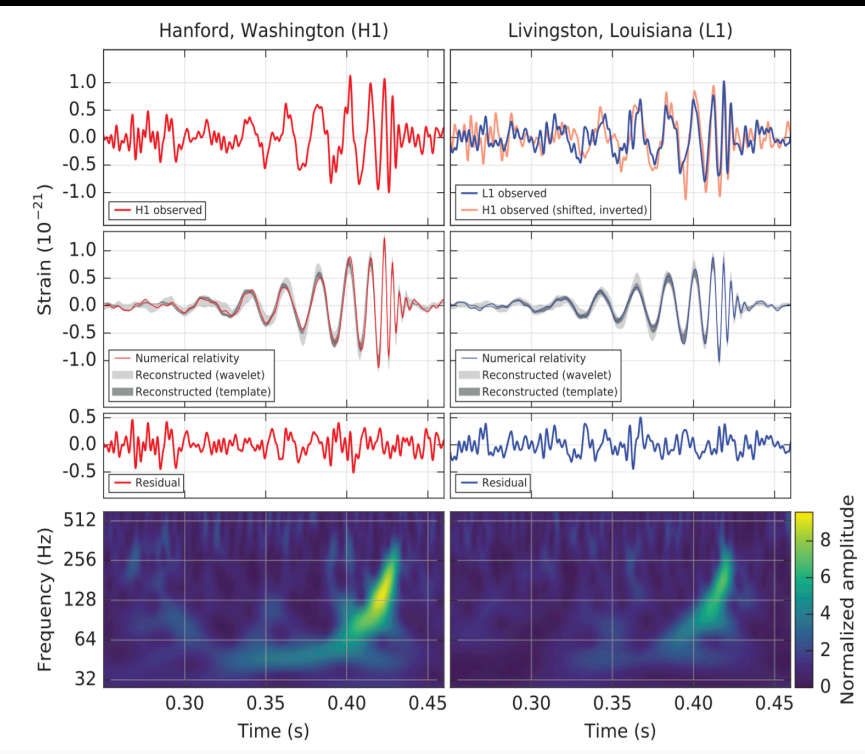 Hanford, Washington (H1)
Livingston, Louisiana (L1)
Strain (10⁻²¹)
1.0
0.5
0.0
-0.5
-1.0
H1 observed
L1 observed
H1 observed (shifted, inverted)
1.0
0.5
0.0
-0.5
-1.0
Numerical relativity
Reconstructed (wavelet)
Reconstructed (template)
Numerical relativity
Reconstructed (wavelet)
Reconstructed (template)
0.5
0.0
-0.5
Residual
Residual
Frequency (Hz)
512
256
128
64
32
8
6
4
2
0
Normalized amplitude
0.30 0.35 0.40 0.45
0.30 0.35 0.40 0.45
Time (s)
Time (s)